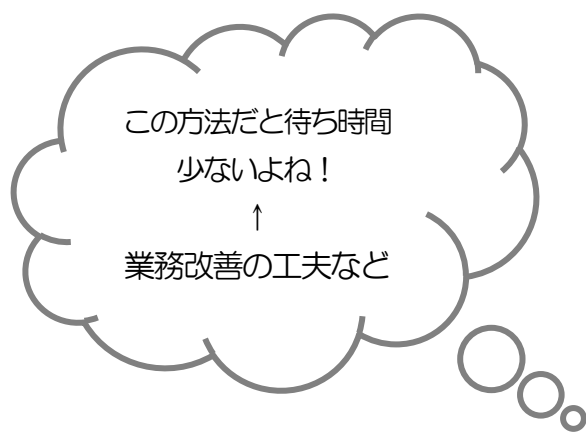 この方法だと待ち時間
少ないよね！
↑
業務改善の工夫など